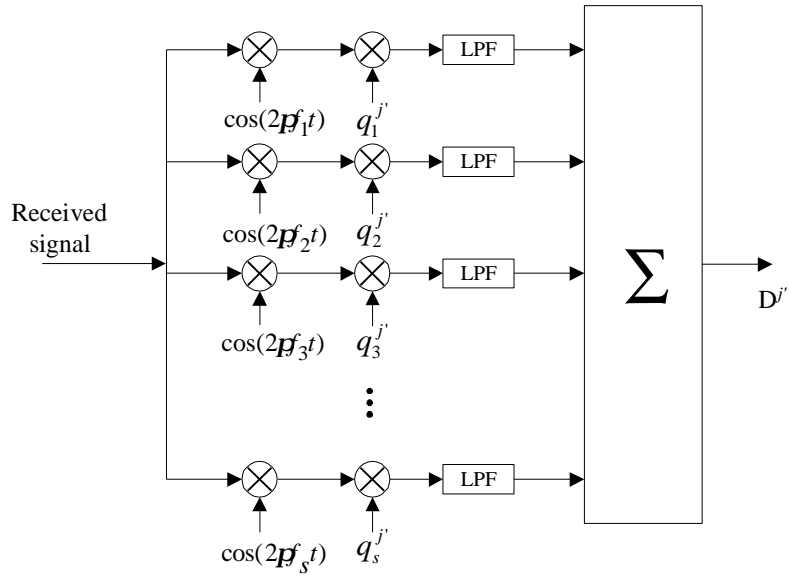 LPF
cos(2pf₁t) q₁ʲ'
LPF
cos(2pf₂t) q₂ʲ'
Received
signal
LPF
cos(2pf₃t) q₃ʲ'
∑
Dʲ'
⋮
LPF
cos(2pfₛt) qₛʲ'